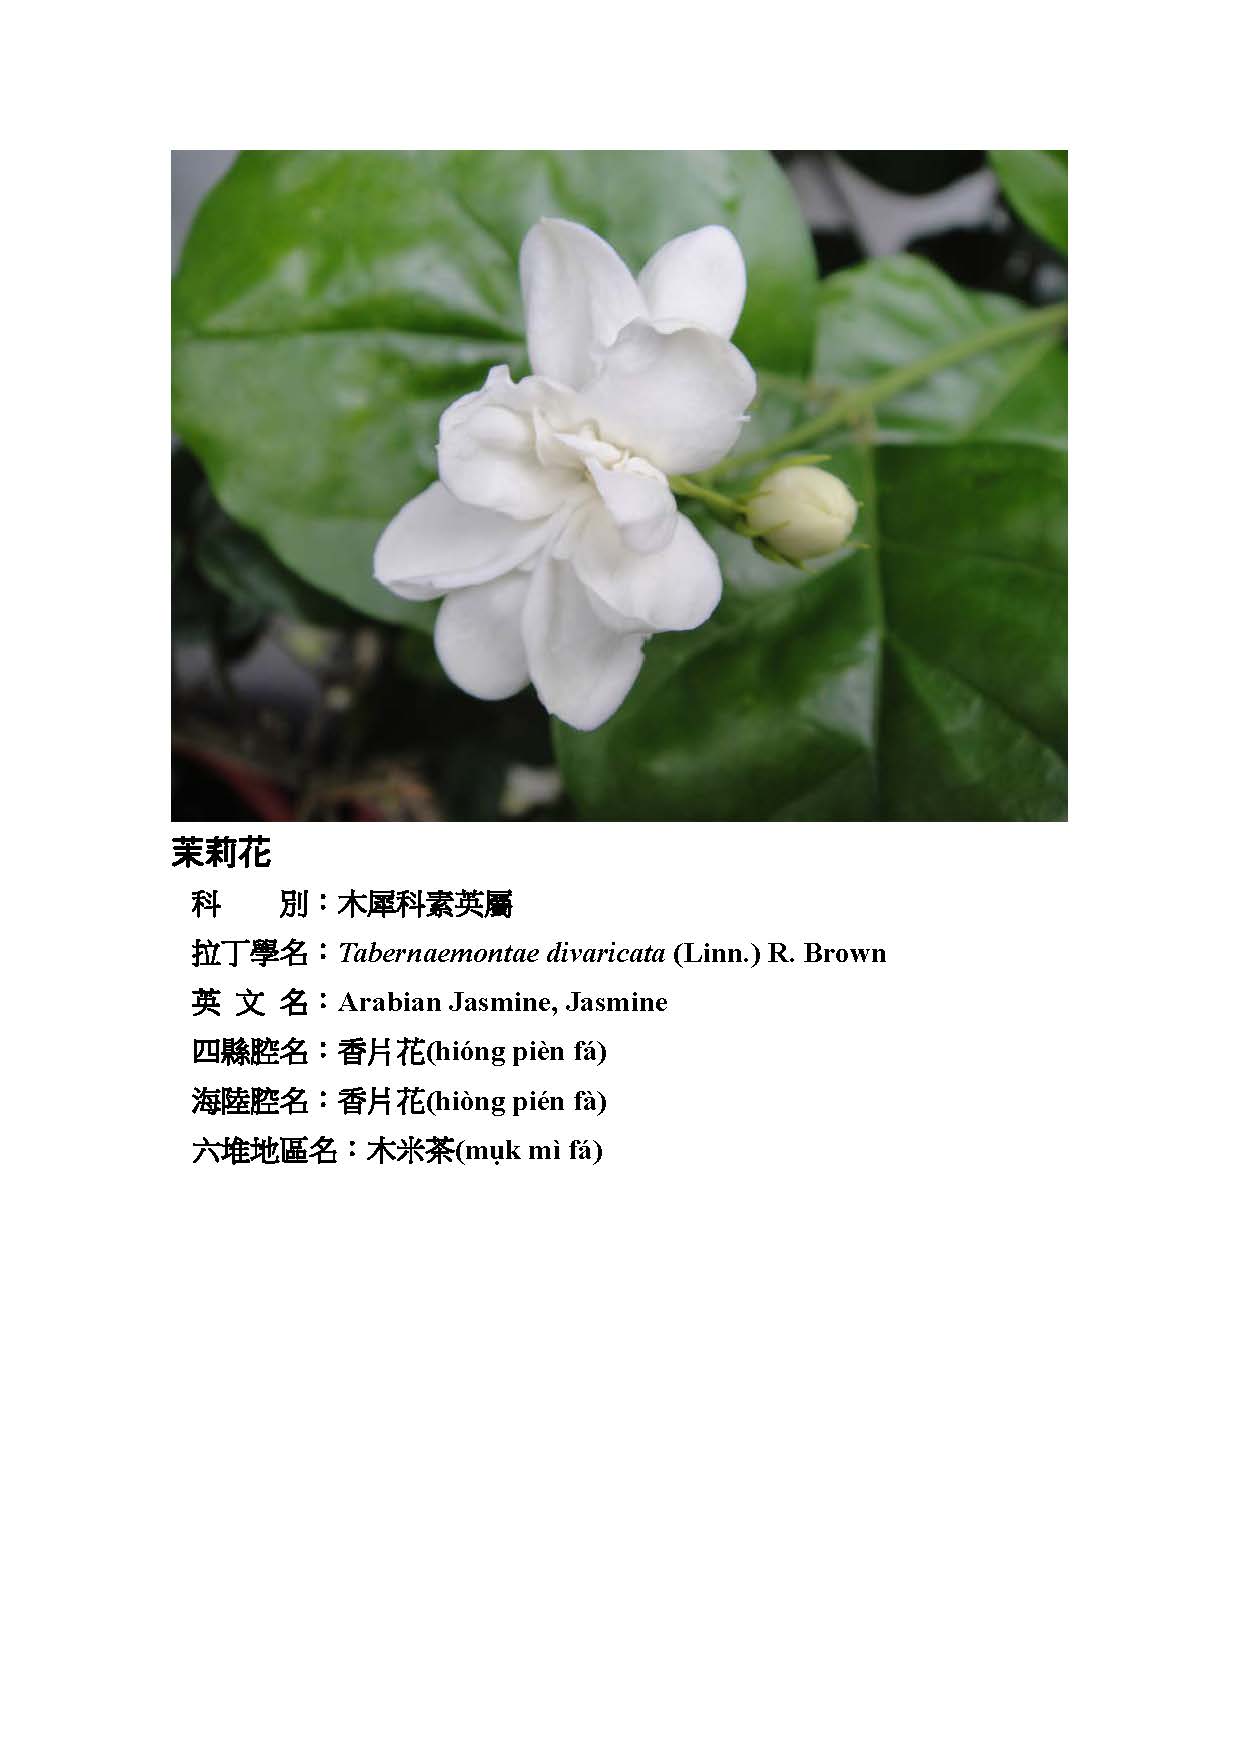 茉莉花
科　　別：木犀科素英屬
拉丁學名：Tabernaemontae divaricata (Linn.) R. Brown
英 文 名：Arabian Jasmine, Jasmine
四縣腔名：香片花(hióng pièn fá)
海陸腔名：香片花(hiòng pién fà)
六堆地區名：木米茶(mụk mì fá)